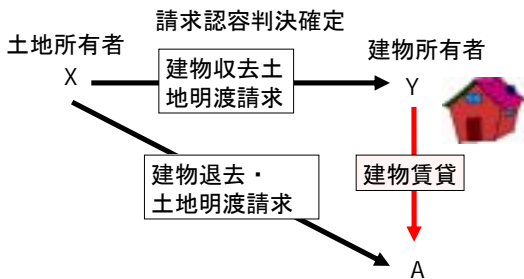 請求認容判決確定
土地所有者
建物所有者
X
建物収去土
地明渡請求
Y
建物退去・
土地明渡請求
建物賃貸
A